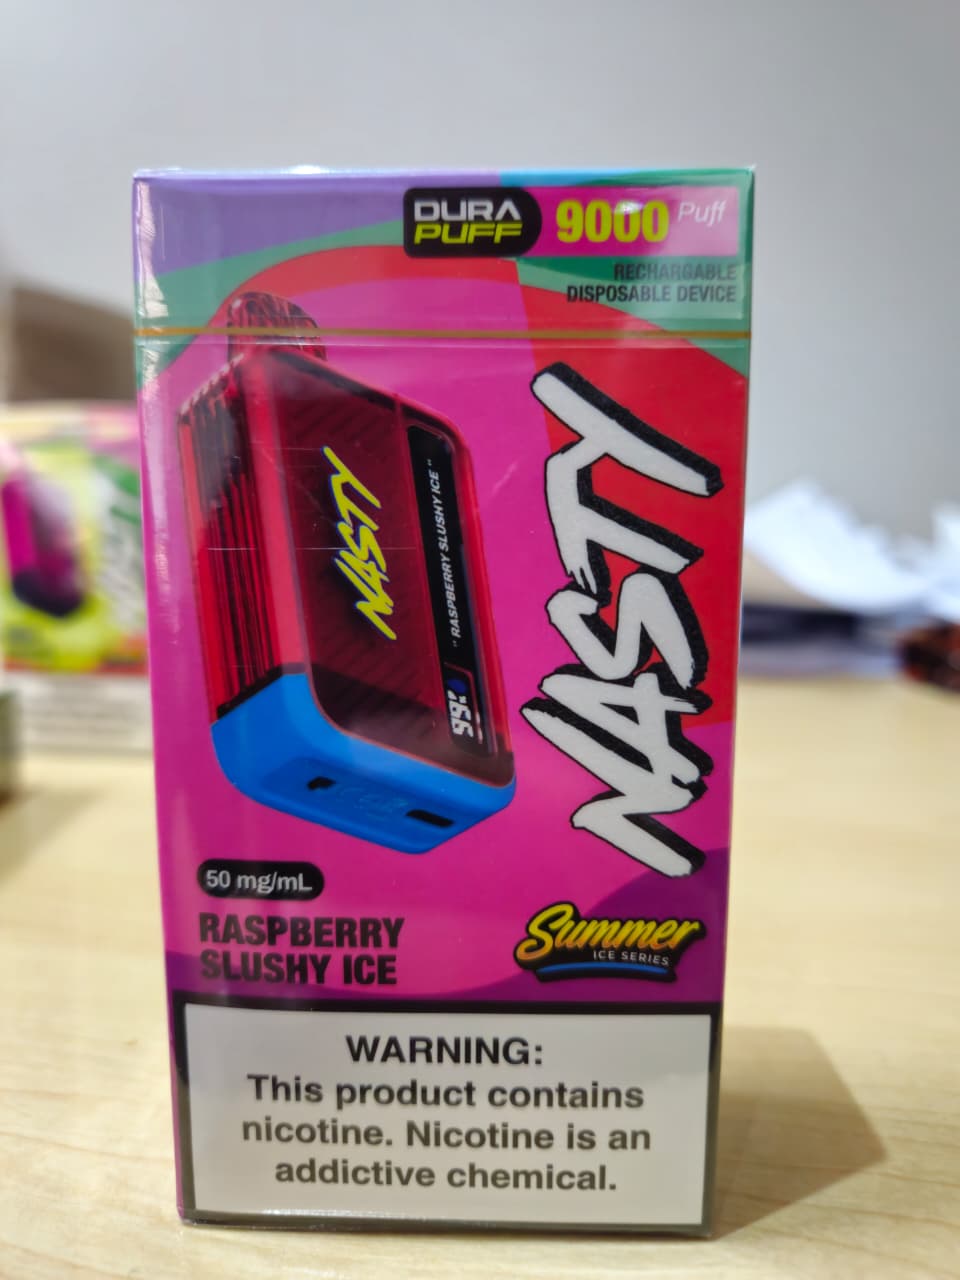 DURA
PUFF
9000 Puff
RECHARGABLE
DISPOSABLE DEVICE
NASTY
NASTY
" RASPBERRY SLUSHY ICE "
99%
50 mg/mL
RASPBERRY
SLUSHY ICE
Summer
ICE SERIES
WARNING:
This product contains
nicotine. Nicotine is an
addictive chemical.